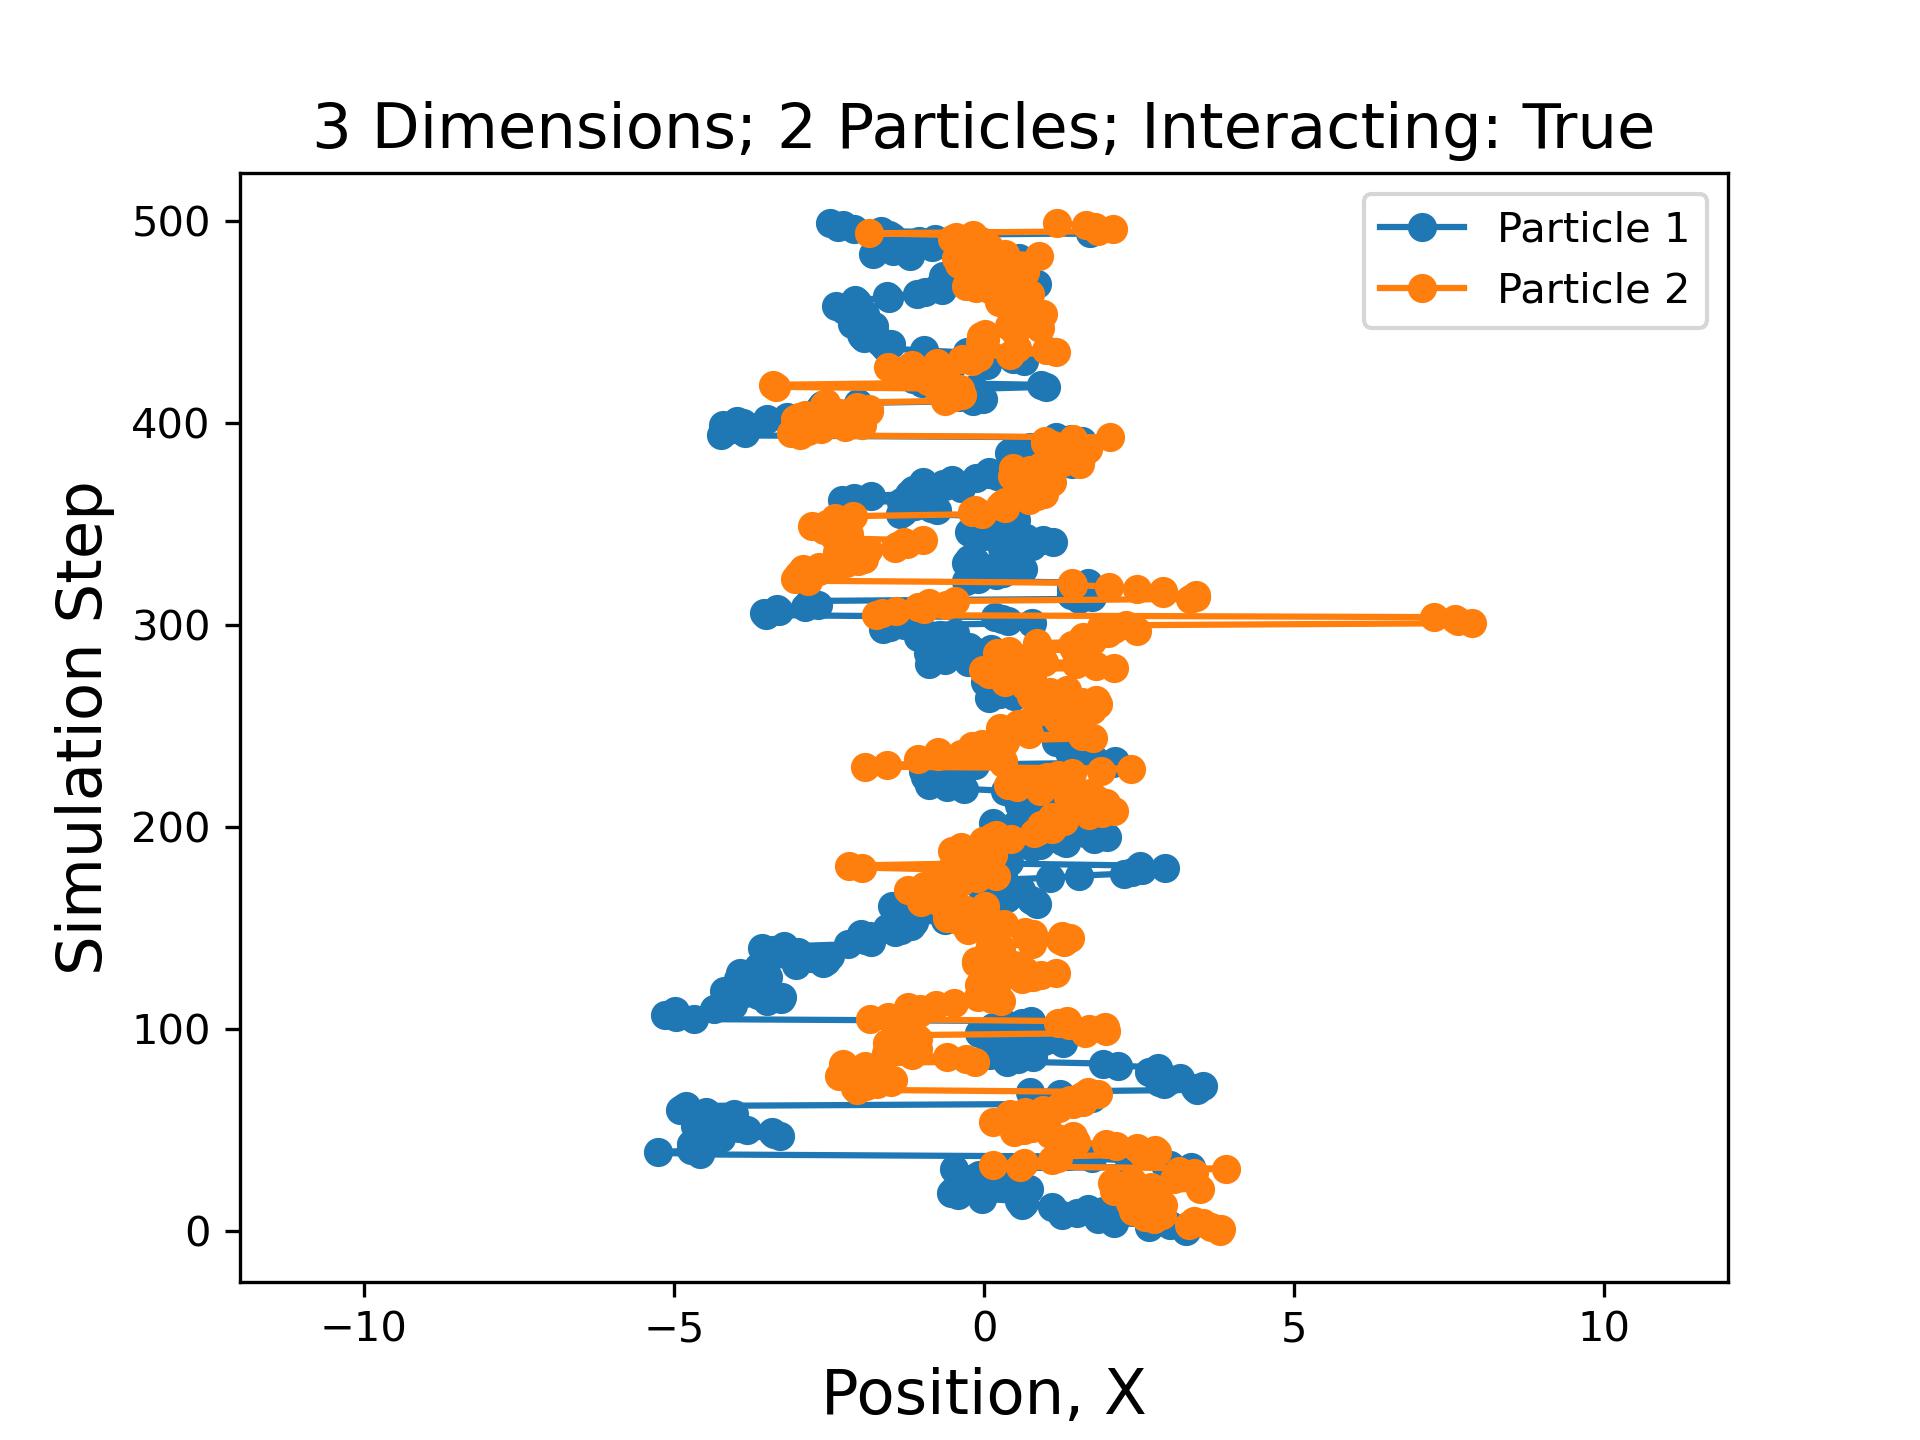 3 Dimensions; 2 Particles; Interacting: True
Particle 1
Particle 2
Simulation Step
500
400
300
200
100
0
−10 −5 0 5 10
Position, X